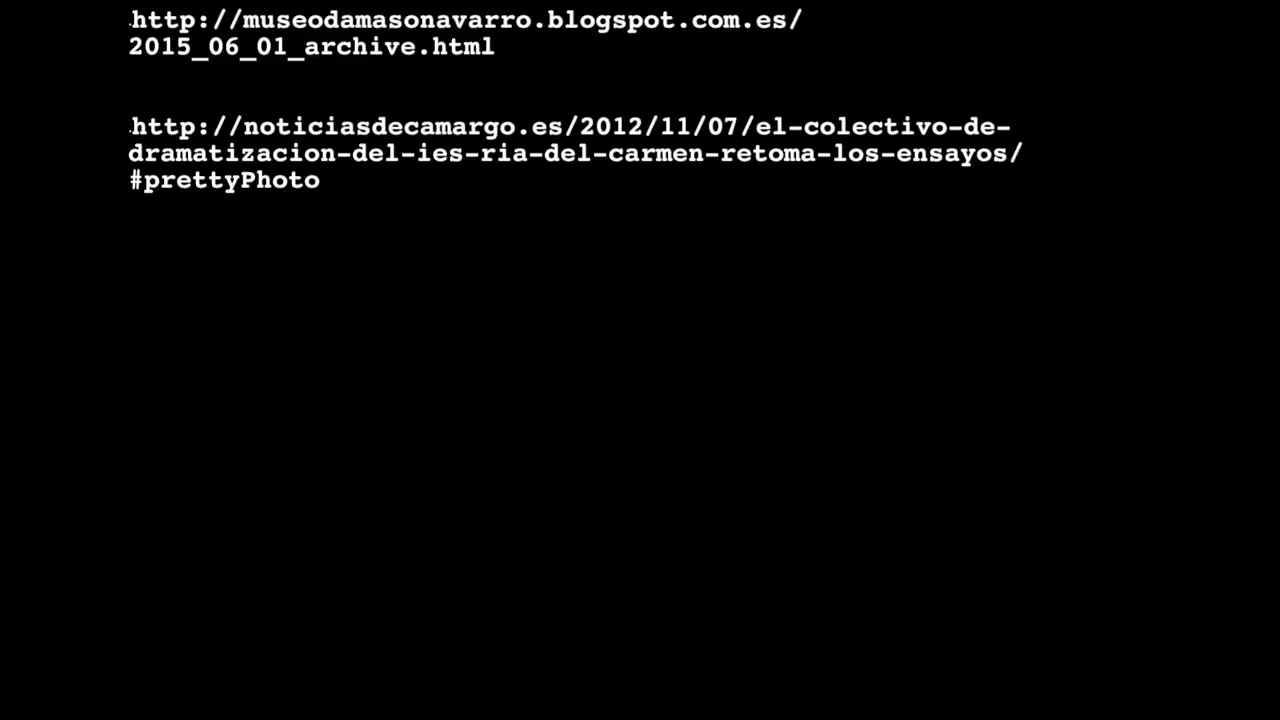 http://museodamasonavarro.blogspot.com.es/
2015_06_01_archive.html
http://noticiasdecamargo.es/2012/11/07/el-colectivo-de-
dramatizacion-del-ies-ria-del-carmen-retoma-los-ensayos/
#prettyPhoto